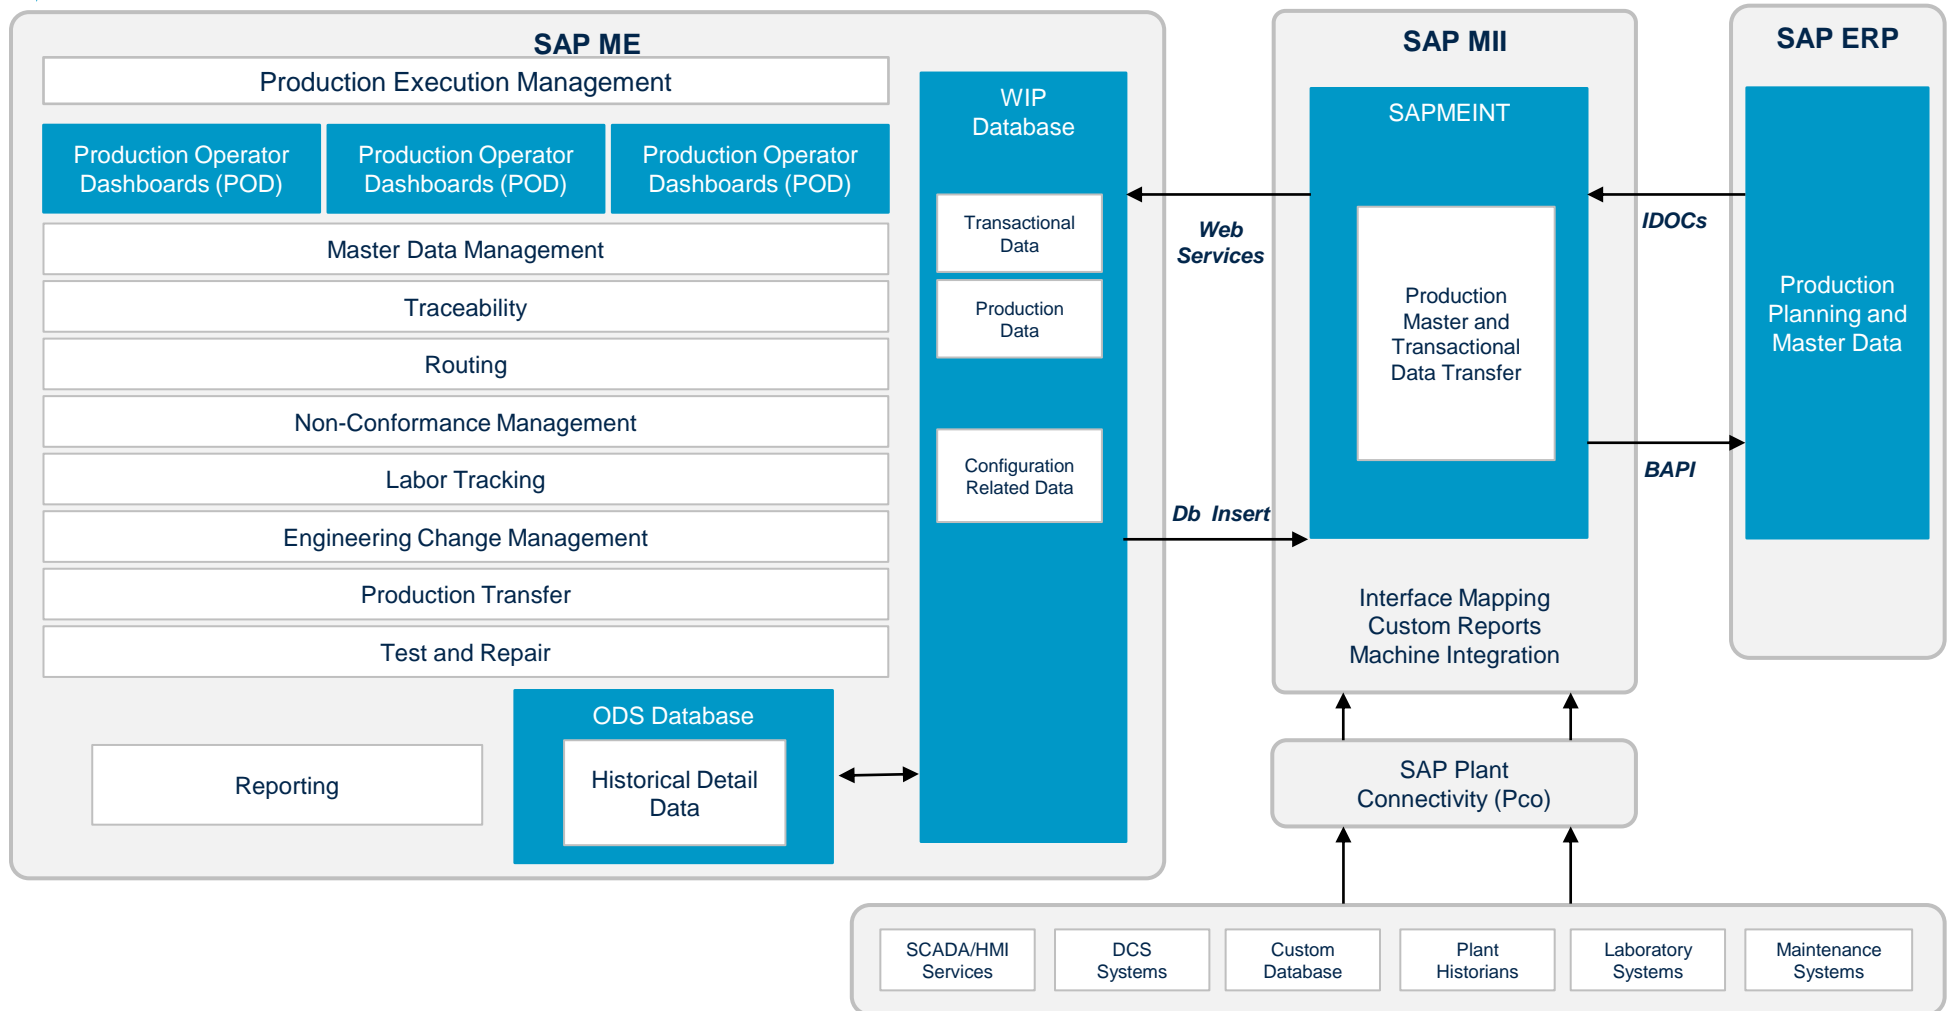 SAP ME
Production Execution Management
Production Operator
Dashboards (POD)
Production Operator
Dashboards (POD)
Production Operator
Dashboards (POD)
Master Data Management
Traceability
Routing
Non-Conformance Management
Labor Tracking
Engineering Change Management
Production Transfer
Test and Repair
Reporting
ODS Database
Historical Detail
Data
WIP
Database
Transactional
Data
Production
Data
Configuration
Related Data
Web
Services
Db Insert
SAP MII
SAPMEINT
Production
Master and
Transactional
Data Transfer
Interface Mapping
Custom Reports
Machine Integration
IDOCs
BAPI
SAP ERP
Production
Planning and
Master Data
SAP Plant
Connectivity (Pco)
SCADA/HMI
Services
DCS
Systems
Custom
Database
Plant
Historians
Laboratory
Systems
Maintenance
Systems